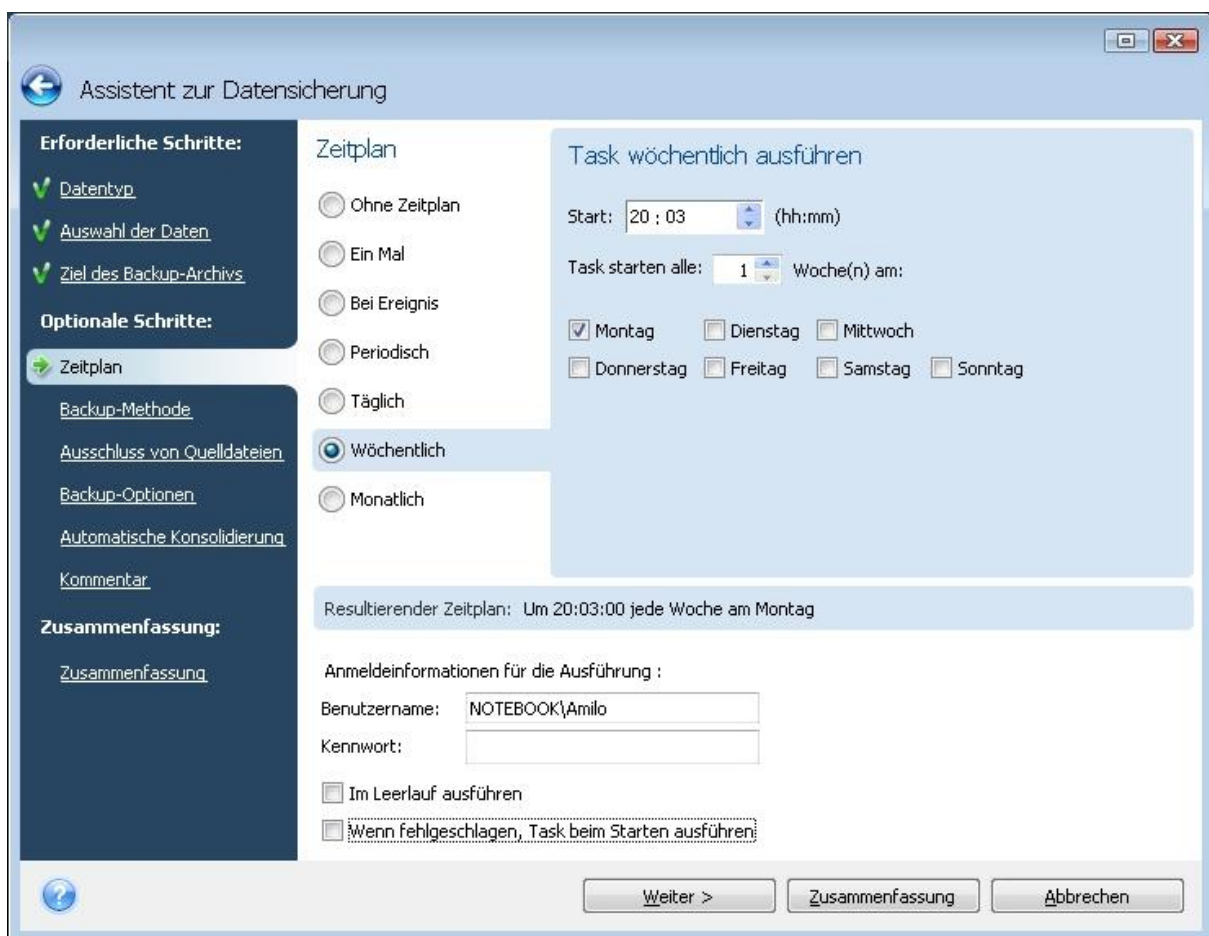 Assistent zur Datensicherung
Erforderliche Schritte:
Datentyp
Auswahl der Daten
Ziel des Backup-Archivs
Optionale Schritte:
Zeitplan
Backup-Methode
Ausschluss von Quelldateien
Backup-Optionen
Automatische Konsolidierung
Kommentar
Zusammenfassung:
Zusammenfassung
Zeitplan
Ohne Zeitplan
Ein Mal
Bei Ereignis
Periodisch
Täglich
Wöchentlich
Monatlich
Task wöchentlich ausführen
Start: 20 : 03 (hh:mm)
Task starten alle: 1 Woche(n) am:
Montag Dienstag Mittwoch
Donnerstag Freitag Samstag Sonntag
Resultierender Zeitplan: Um 20:03:00 jede Woche am Montag
Anmeldeinformationen für die Ausführung :
Benutzername: NOTEBOOK\Amilo
Kennwort:
Im Leerlauf ausführen
Wenn fehlgeschlagen, Task beim Starten ausführen
? Weiter > Zusammenfassung Abbrechen